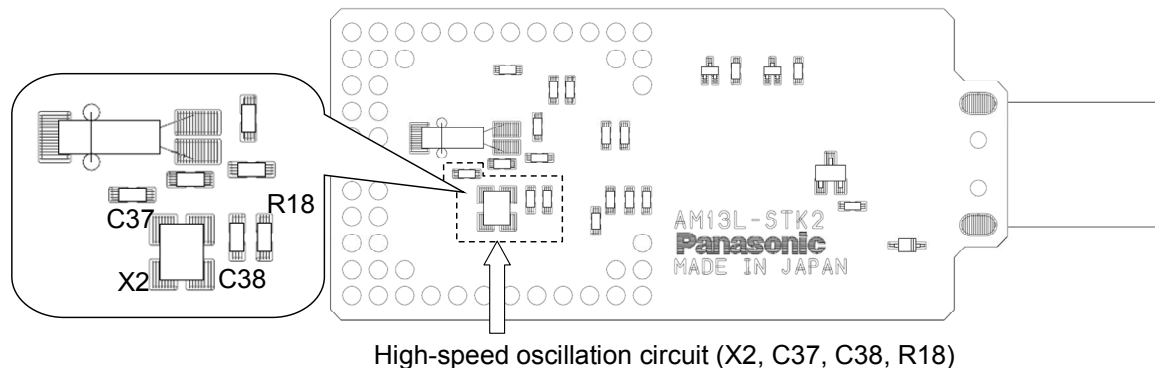 C37
R18
X2
C38
AM13L-STK2
Panasonic
MADE IN JAPAN
High-speed oscillation circuit (X2, C37, C38, R18)